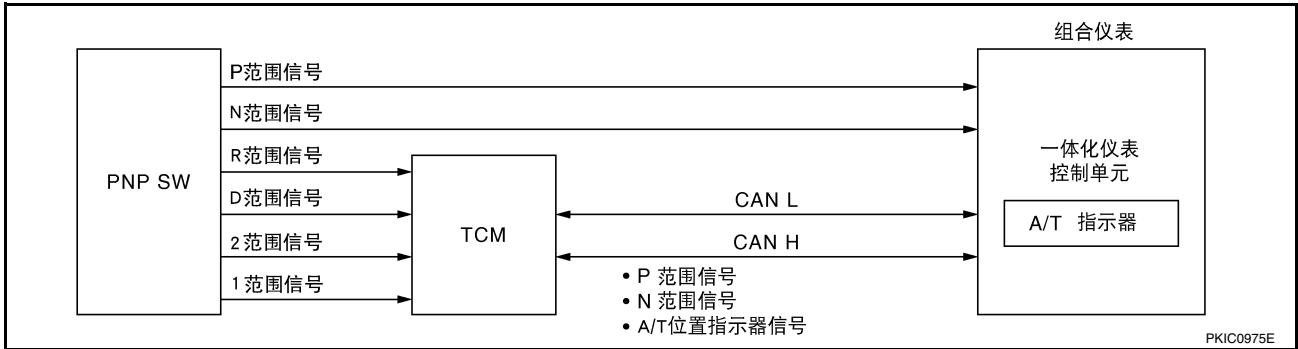 组合仪表
P范围信号
N范围信号
R范围信号
D范围信号
2范围信号
1范围信号
PNP SW
TCM
CAN L
CAN H
• P 范围信号
• N 范围信号
• A/T位置指示器信号
一体化仪表
控制单元
A/T 指示器
PKIC0975E